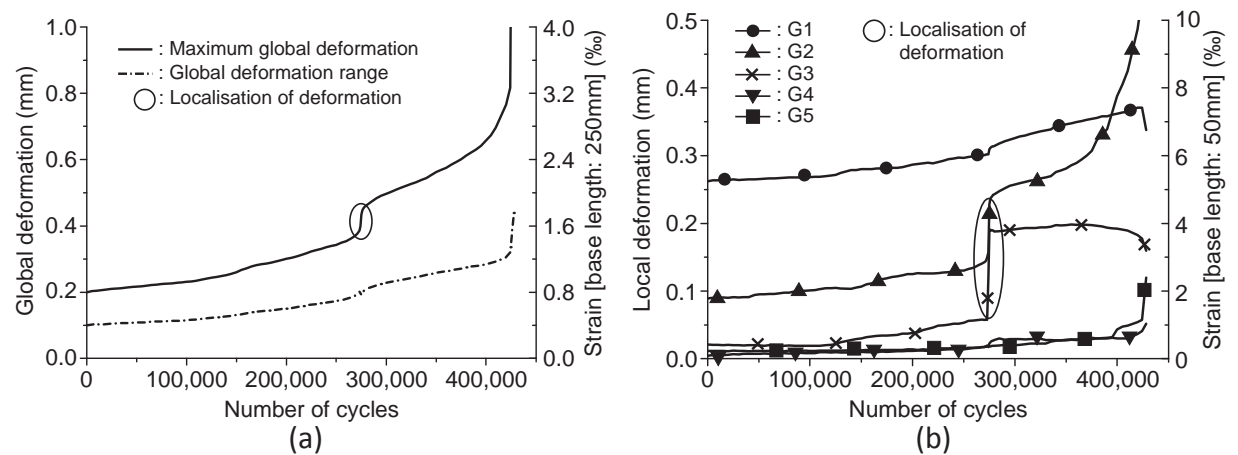 Global deformation (mm)
1.0
0.8
0.6
0.4
0.2
0.0
: Maximum global deformation
: Global deformation range
: Localisation of deformation
4.0
3.2
2.4
1.6
0.8
0.0
Strain [base length: 250mm] (‰)
0 100,000 200,000 300,000 400,000
Number of cycles
(a)
Local deformation (mm)
0.5
0.4
0.3
0.2
0.1
0.0
: G1
: G2
: G3
: G4
: G5
: Localisation of
deformation
10
8
6
4
2
0
Strain [base length: 50mm] (‰)
0 100,000 200,000 300,000 400,000
Number of cycles
(b)